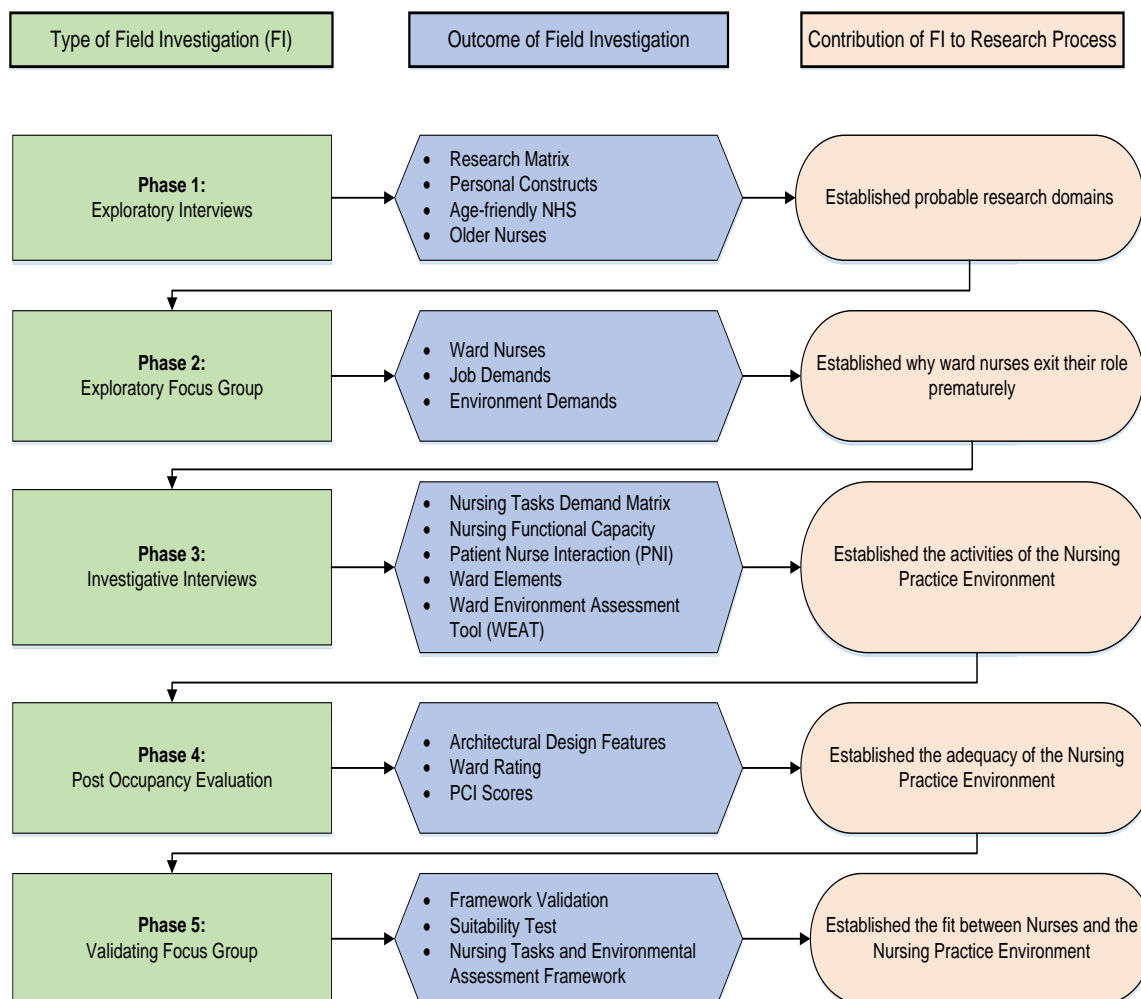 Type of Field Investigation (FI)
Outcome of Field Investigation
Contribution of FI to Research Process
Phase 1:
Exploratory Interviews
• Research Matrix
• Personal Constructs
• Age-friendly NHS
• Older Nurses
Established probable research domains
Phase 2:
Exploratory Focus Group
• Ward Nurses
• Job Demands
• Environment Demands
Established why ward nurses exit their role
prematurely
Phase 3:
Investigative Interviews
• Nursing Tasks Demand Matrix
• Nursing Functional Capacity
• Patient Nurse Interaction (PNI)
• Ward Elements
• Ward Environment Assessment
Tool (WEAT)
Established the activities of the Nursing
Practice Environment
Phase 4:
Post Occupancy Evaluation
• Architectural Design Features
• Ward Rating
• PCI Scores
Established the adequacy of the Nursing
Practice Environment
Phase 5:
Validating Focus Group
• Framework Validation
• Suitability Test
• Nursing Tasks and Environmental
Assessment Framework
Established the fit between Nurses and the
Nursing Practice Environment